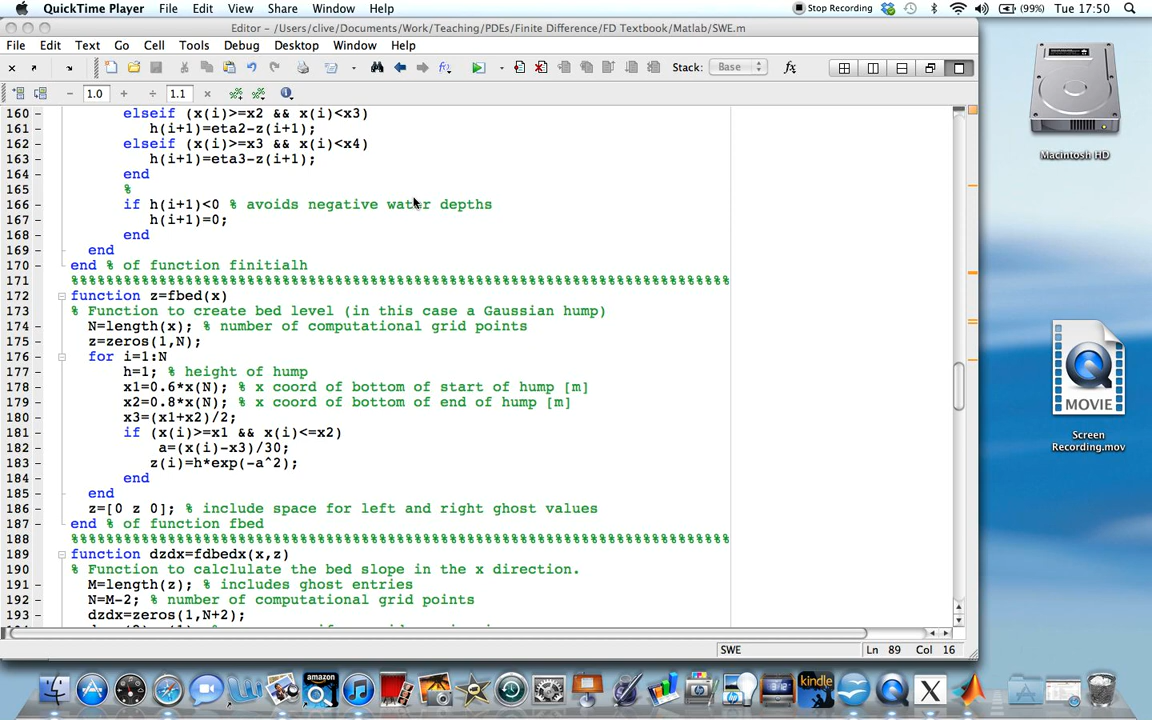 QuickTime Player File Edit View Share Window Help Stop Recording (99%) Tue 17:50
Editor – /Users/clive/Documents/Work/Teaching/PDEs/Finite Difference/FD Textbook/Matlab/SWE.m
File Edit Text Go Cell Tools Debug Desktop Window Help
Stack: Base fx
− 1.0 + ÷ 1.1 ×
160 – elseif (x(i)>=x2 && x(i)<x3)
161 – h(i+1)=eta2-z(i+1);
162 – elseif (x(i)>=x3 && x(i)<x4)
163 – h(i+1)=eta3-z(i+1);
164 – end
165 %
166 – if h(i+1)<0 % avoids negative water depths
167 – h(i+1)=0;
168 – end
169 – end
170 – end % of function finitialh
171 %%%%%%%%%%%%%%%%%%%%%%%%%%%%%%%%%%%%%%%%%%%%%%%%%%%%%%%%%%%%%%%%%%%%%%%%%%%
172 function z=fbed(x)
173 % Function to create bed level (in this case a Gaussian hump)
174 – N=length(x); % number of computational grid points
175 – z=zeros(1,N);
176 – for i=1:N
177 – h=1; % height of hump
178 – x1=0.6*x(N); % x coord of bottom of start of hump [m]
179 – x2=0.8*x(N); % x coord of bottom of end of hump [m]
180 – x3=(x1+x2)/2;
181 – if (x(i)>=x1 && x(i)<=x2)
182 – a=(x(i)-x3)/30;
183 – z(i)=h*exp(-a^2);
184 – end
185 – end
186 – z=[0 z 0]; % include space for left and right ghost values
187 – end % of function fbed
188 %%%%%%%%%%%%%%%%%%%%%%%%%%%%%%%%%%%%%%%%%%%%%%%%%%%%%%%%%%%%%%%%%%%%%%%%%%%
189 function dzdx=fdbedx(x,z)
190 % Function to calclulate the bed slope in the x direction.
191 – M=length(z); % includes ghost entries
192 – N=M-2; % number of computational grid points
193 – dzdx=zeros(1,N+2);
SWE Ln 89 Col 16
Macintosh HD
MOVIE
Screen
Recording.mov
amazon
kindle
X